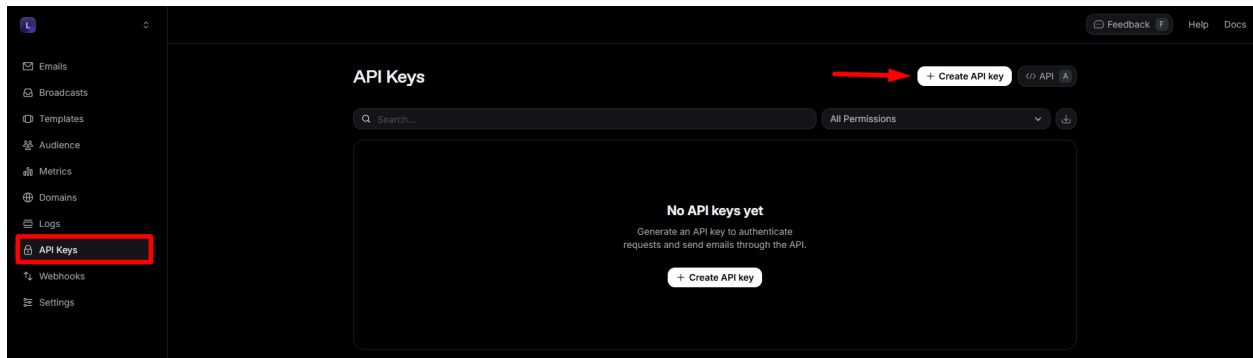 L
Feedback F
Help
Docs
Emails
Broadcasts
Templates
Audience
Metrics
Domains
Logs
API Keys
Webhooks
Settings
API Keys
+ Create API key
</> API A
Search...
All Permissions
No API keys yet
Generate an API key to authenticate
requests and send emails through the API.
+ Create API key